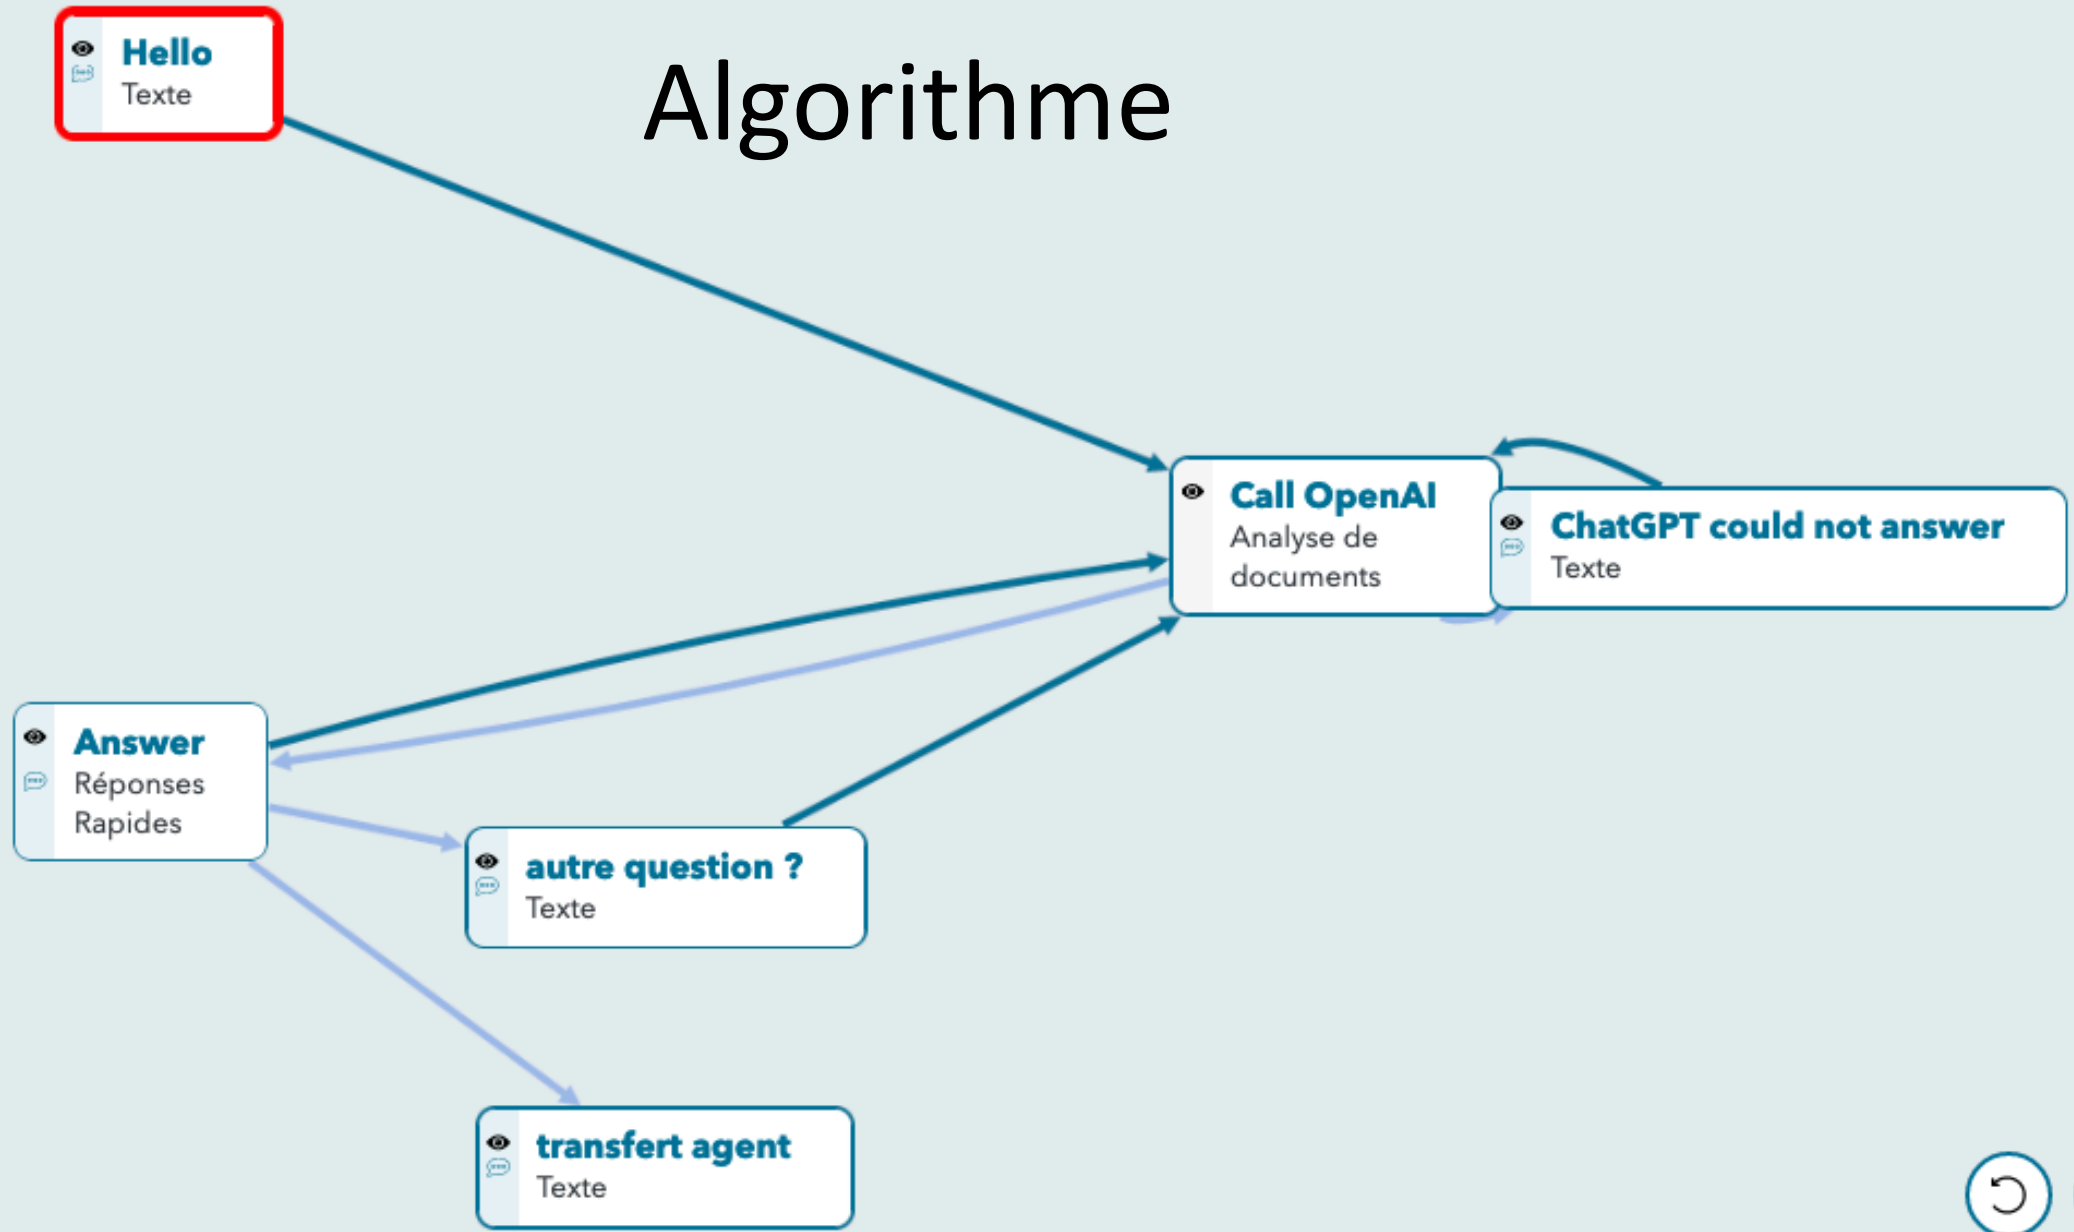 Hello
Texte
Algorithme
Call OpenAI
Analyse de
documents
ChatGPT could not answer
Texte
Answer
Réponses
Rapides
autre question ?
Texte
transfert agent
Texte